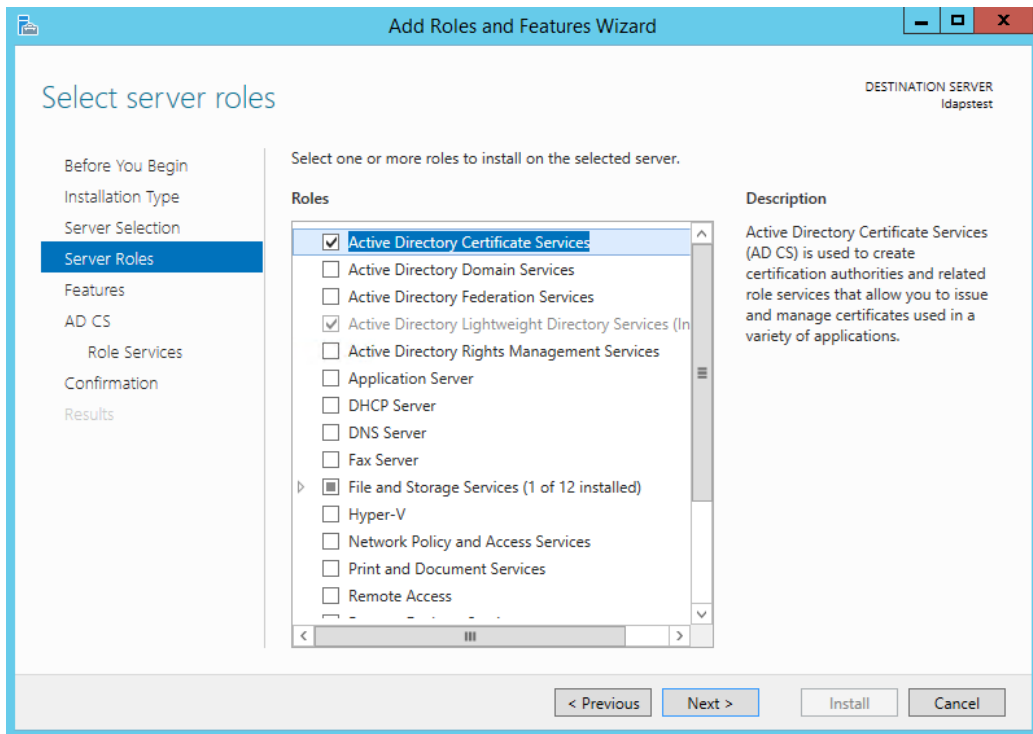 Add Roles and Features Wizard
Select server roles
DESTINATION SERVER
ldapstest
Before You Begin
Installation Type
Server Selection
Server Roles
Features
AD CS
Role Services
Confirmation
Results
Select one or more roles to install on the selected server.
Roles
Active Directory Certificate Services
Active Directory Domain Services
Active Directory Federation Services
Active Directory Lightweight Directory Services (In
Active Directory Rights Management Services
Application Server
DHCP Server
DNS Server
Fax Server
File and Storage Services (1 of 12 installed)
Hyper-V
Network Policy and Access Services
Print and Document Services
Remote Access
Description
Active Directory Certificate Services
(AD CS) is used to create
certification authorities and related
role services that allow you to issue
and manage certificates used in a
variety of applications.
< Previous
Next >
Install
Cancel